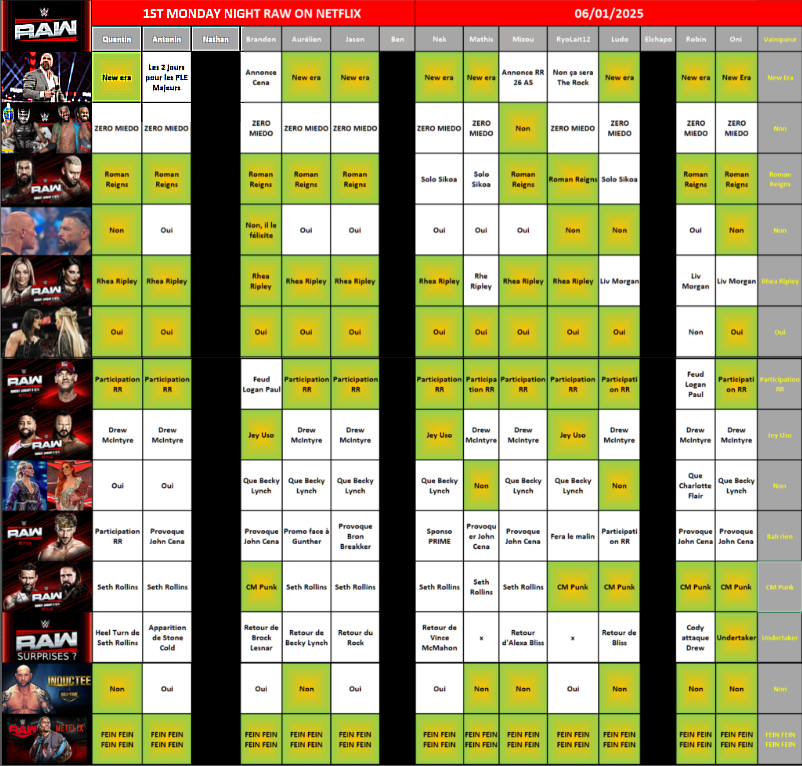 RAW
1ST MONDAY NIGHT RAW ON NETFLIX
06/01/2025
Quentin Antonin Nathan Brandon Aurélien Jason Ben Nek Mathis Mizou RyoLait12 Ludo Elchapo Robin Oni Vainqueur
New era
Les 2 jours pour les PLE Majeurs
Annonce Cena
New era
New era
New era
New era
Annonce RR 26 AS
Non ça sera The Rock
New era
New era
New Era
New Era
ZERO MIEDO
ZERO MIEDO
ZERO MIEDO
ZERO MIEDO
ZERO MIEDO
ZERO MIEDO
ZERO MIEDO
Non
ZERO MIEDO
ZERO MIEDO
ZERO MIEDO
ZERO MIEDO
Non
RAW
Roman Reigns
Roman Reigns
Roman Reigns
Roman Reigns
Roman Reigns
Solo Sikoa
Solo Sikoa
Roman Reigns
Roman Reigns
Solo Sikoa
Roman Reigns
Roman Reigns
Roman Reigns
Non
Oui
Non, il le félicite
Oui
Oui
Oui
Oui
Oui
Non
Non
Oui
Non
Non
RAW
Rhea Ripley
Rhea Ripley
Rhea Ripley
Rhea Ripley
Rhea Ripley
Rhea Ripley
Rhe Ripley
Rhea Ripley
Rhea Ripley
Liv Morgan
Liv Morgan
Liv Morgan
Rhea Ripley
Oui
Oui
Oui
Oui
Oui
Oui
Oui
Oui
Oui
Oui
Non
Oui
Oui
RAW
Participation RR
Participation RR
Feud Logan Paul
Participation RR
Participation RR
Participation RR
Participation RR
Participation RR
Participation RR
Participati on RR
Feud Logan Paul
Participati on RR
Participation RR
RAW
Drew McIntyre
Drew McIntyre
Jey Uso
Drew McIntyre
Drew McIntyre
Jey Uso
Drew McIntyre
Drew McIntyre
Jey Uso
Drew McIntyre
Drew McIntyre
Drew McIntyre
Jey Uso
Oui
Oui
Que Becky Lynch
Que Becky Lynch
Que Becky Lynch
Que Becky Lynch
Non
Que Becky Lynch
Que Becky Lynch
Non
Que Charlotte Flair
Que Becky Lynch
Non
RAW
Participation RR
Provoque John Cena
Provoque John Cena
Promo face à Gunther
Provoque Bron Breakker
Sponso PRIME
Provoqu er John Cena
Provoque John Cena
Fera le malin
Participati on RR
Provoque John Cena
Provoque John Cena
Bah rien
RAW
Seth Rollins
Seth Rollins
CM Punk
Seth Rollins
Seth Rollins
Seth Rollins
Seth Rollins
Seth Rollins
CM Punk
CM Punk
CM Punk
CM Punk
CM Punk
RAW
SURPRISES ?
Heel Turn de Seth Rollins
Apparition de Stone Cold
Retour de Brock Lesnar
Retour de Becky Lynch
Retour du Rock
Retour de Vince McMahon
x
Retour d'Alexa Bliss
x
Retour de Bliss
Cody attaque Drew
Undertaker
Undertaker
INDUCTEE
Non
Oui
Oui
Non
Oui
Oui
Non
Non
Oui
Non
Non
Non
Non
RAW NETFLIX
FEIN FEIN FEIN FEIN
FEIN FEIN FEIN FEIN
FEIN FEIN FEIN FEIN
FEIN FEIN FEIN FEIN
FEIN FEIN FEIN FEIN
FEIN FEIN FEIN FEIN
FEIN FEIN FEIN FEIN
FEIN FEIN FEIN FEIN
FEIN FEIN FEIN FEIN
FEIN FEIN FEIN FEIN
FEIN FEIN FEIN FEIN
FEIN FEIN FEIN FEIN
FEIN FEIN FEIN FEIN